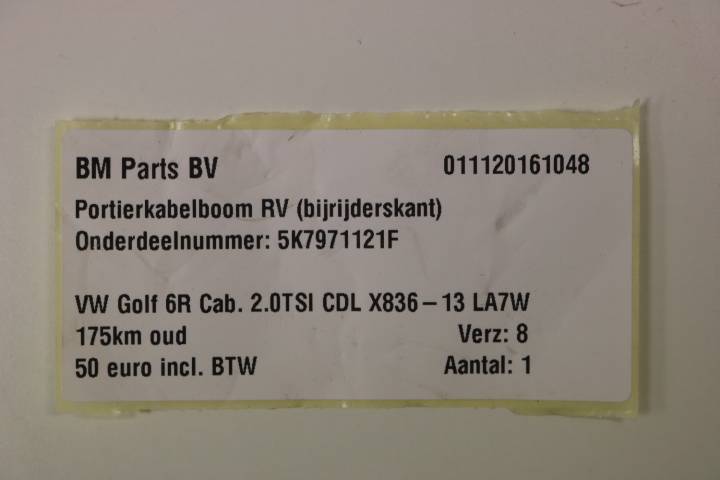 BM Parts BV 011120161048
Portierkabelboom RV (bijrijderskant)
Onderdeelnummer: 5K7971121F
VW Golf 6R Cab. 2.0TSI CDL X836-13 LA7W
175km oud Verz: 8
50 euro incl. BTW Aantal: 1